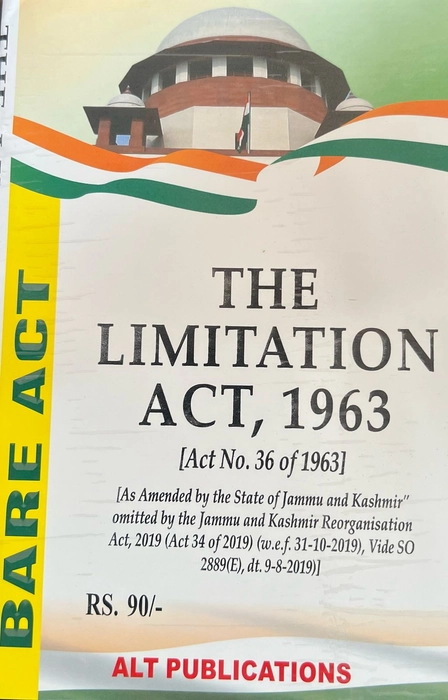 THE
LIMITATION
ACT, 1963
[Act No. 36 of 1963]
[As Amended by the State of Jammu and Kashmir"
omitted by the Jammu and Kashmir Reorganisation
Act, 2019 (Act 34 of 2019) (w.e.f. 31-10-2019), Vide SO
2889(E), dt. 9-8-2019)]
RS. 90/-
ALT PUBLICATIONS
BARE ACT
THE